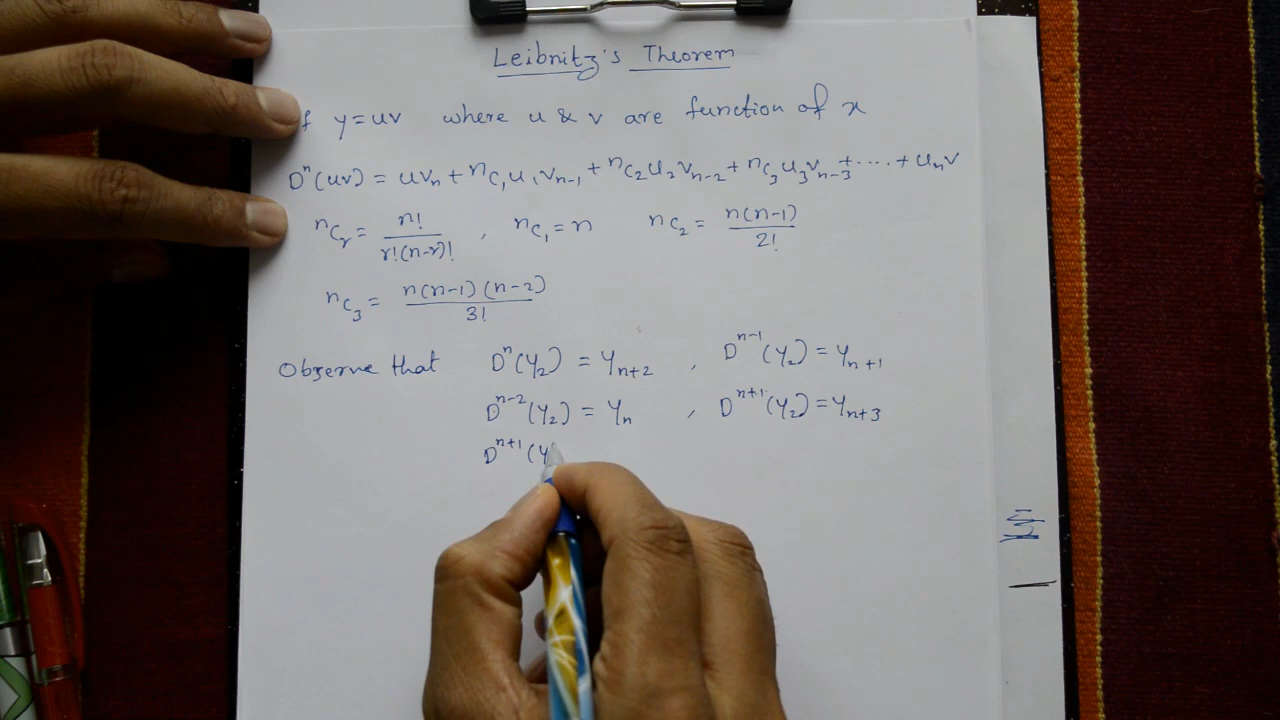 Leibnitz's Theorem
If y=uv where u & v are function of x
Dⁿ(uv) = uvₙ + ⁿC₁u₁vₙ₋₁ + ⁿC₂u₂vₙ₋₂ + ⁿC₃u₃vₙ₋₃ + .... + uₙv
ⁿCᵣ = n!/r!(n-r)! , ⁿC₁ = n ⁿC₂ = n(n-1)/2!
ⁿC₃ = n(n-1)(n-2)/3!
Observe that Dⁿ(y₂) = yₙ₊₂ , Dⁿ⁻¹(y₂) = yₙ₊₁
Dⁿ⁻²(y₂) = yₙ , Dⁿ⁺¹(y₂) = yₙ₊₃
Dⁿ⁺¹(y